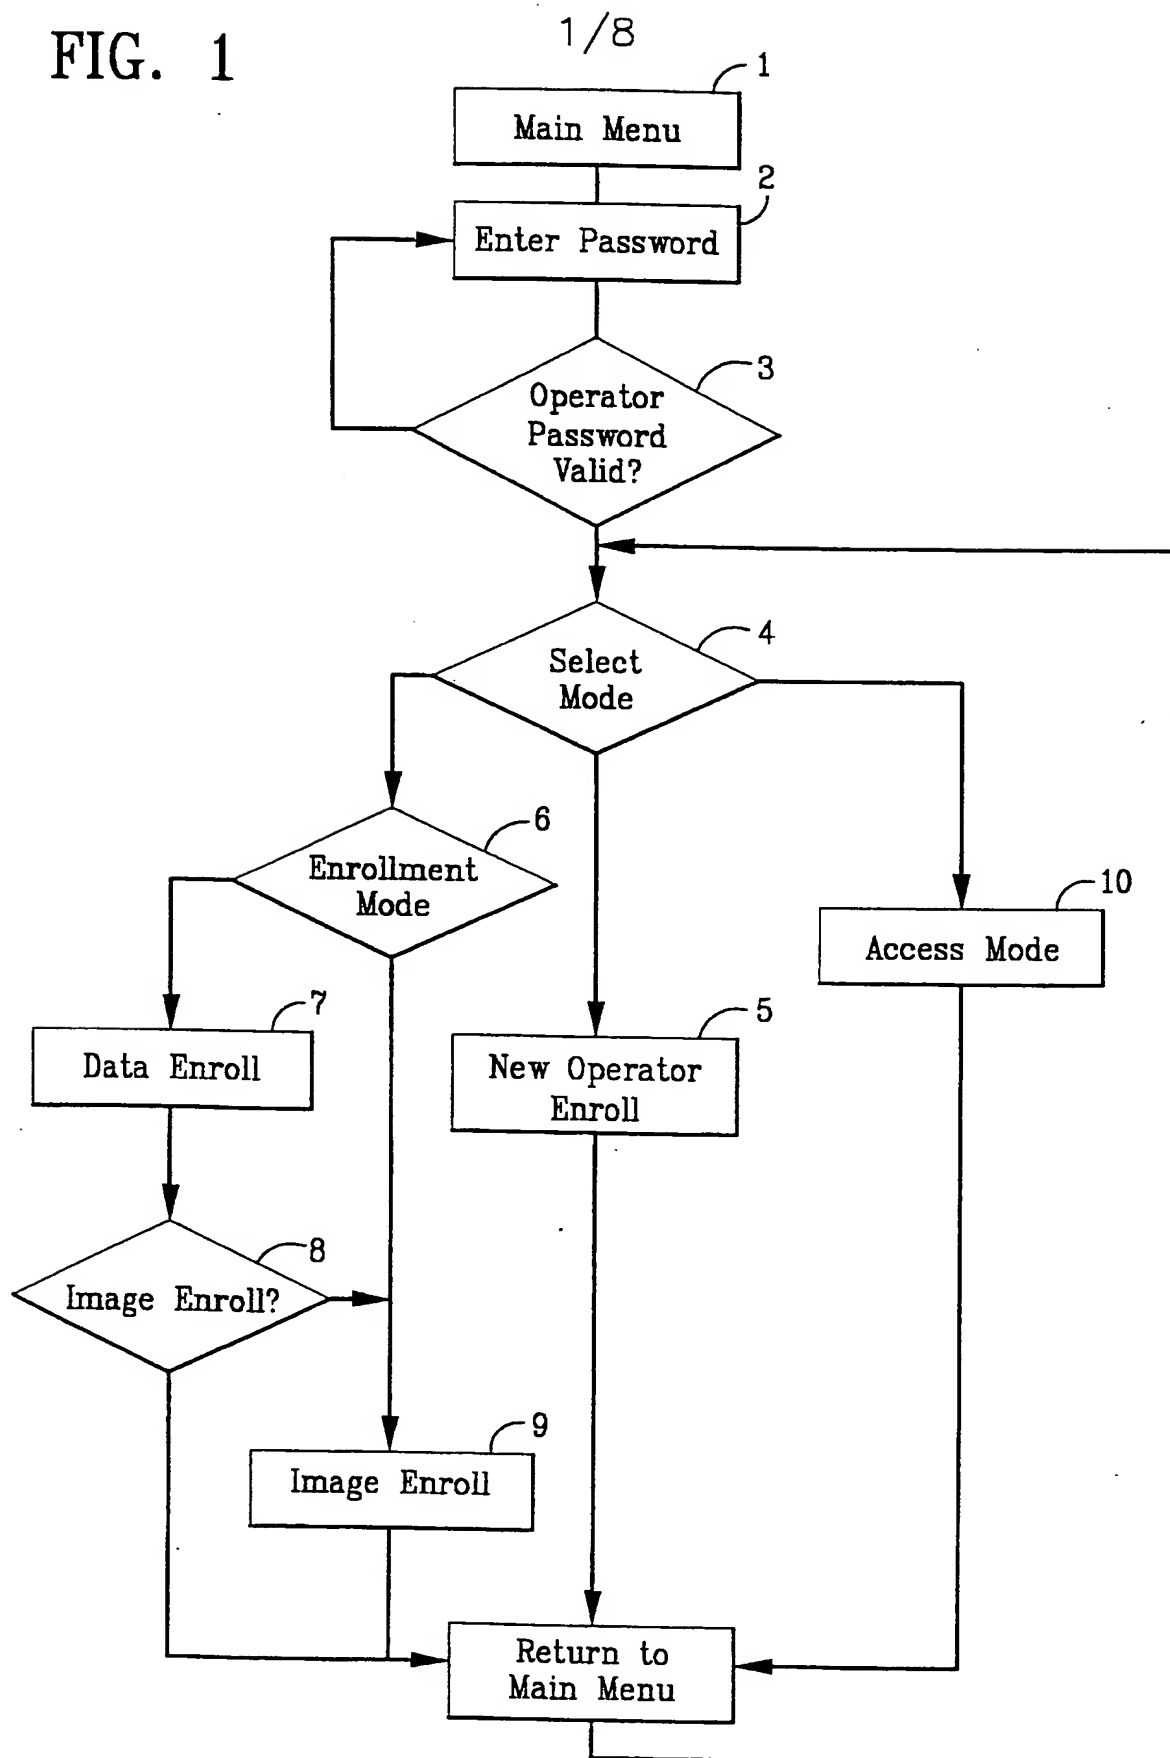 FIG. 1
1/8
1
Main Menu
2
Enter Password
3
Operator
Password
Valid?
4
Select
Mode
6
Enrollment
Mode
10
Access Mode
7
Data Enroll
5
New Operator
Enroll
8
Image Enroll?
9
Image Enroll
Return to
Main Menu